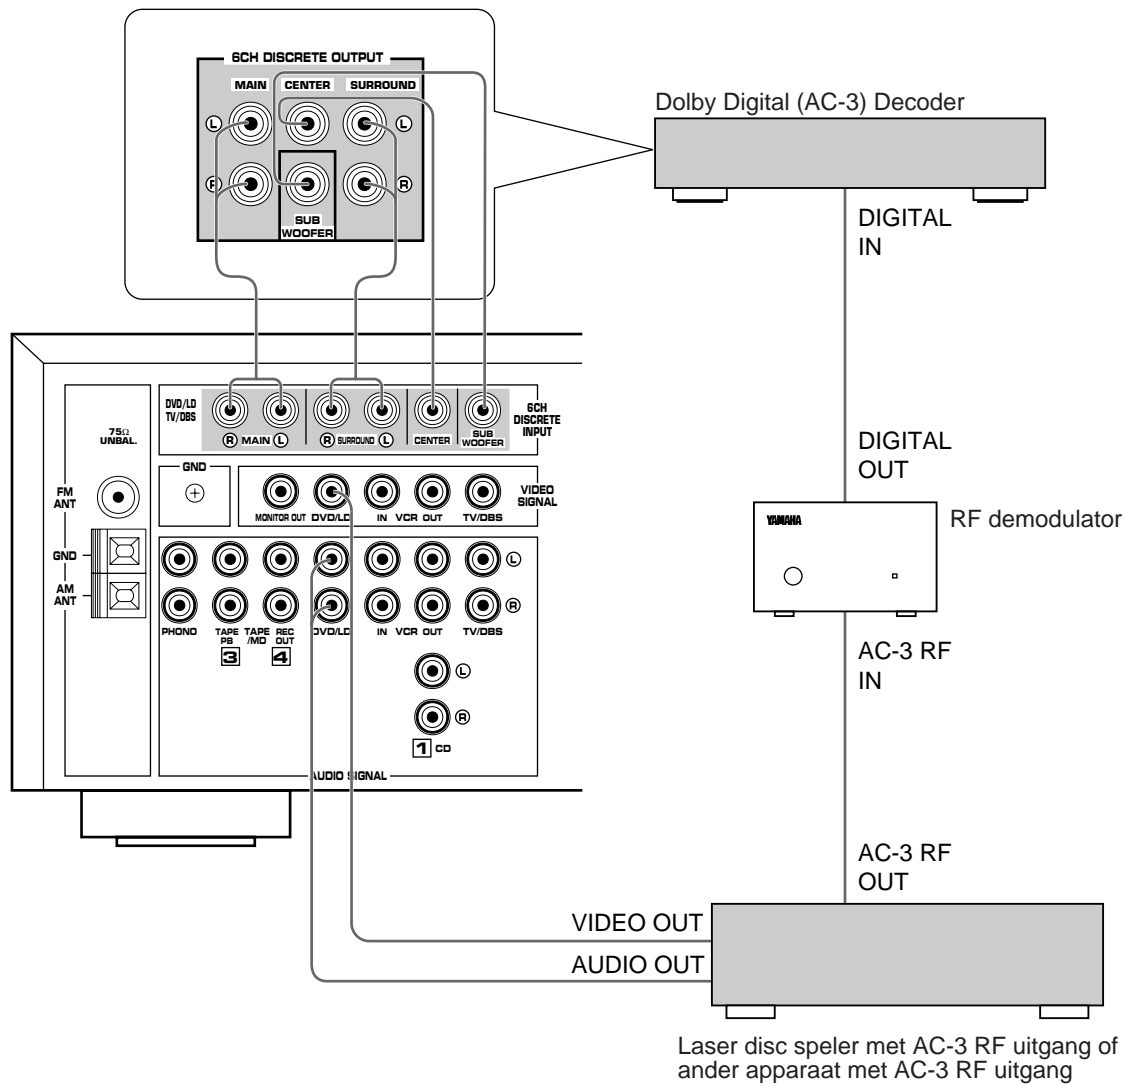 6CH DISCRETE OUTPUT
MAIN CENTER SURROUND
L L
R R
SUB
WOOFER
Dolby Digital (AC-3) Decoder
DIGITAL
IN
DVD/LD
TV/DBS
R MAIN L
R SURROUND L
CENTER
SUB
WOOFER
6CH
DISCRETE
INPUT
75Ω
UNBAL.
GND
FM
ANT
MONITOR OUT DVD/LD IN VCR OUT TV/DBS
VIDEO
SIGNAL
DIGITAL
OUT
YAMAHA
RF demodulator
GND
AM
ANT
L
R
PHONO
TAPE
PB
TAPE
/MD
REC
OUT
DVD/LD
IN VCR OUT
TV/DBS
3 4
L
R
1 CD
AUDIO SIGNAL
AC-3 RF
IN
AC-3 RF
OUT
VIDEO OUT
AUDIO OUT
Laser disc speler met AC-3 RF uitgang of
ander apparaat met AC-3 RF uitgang